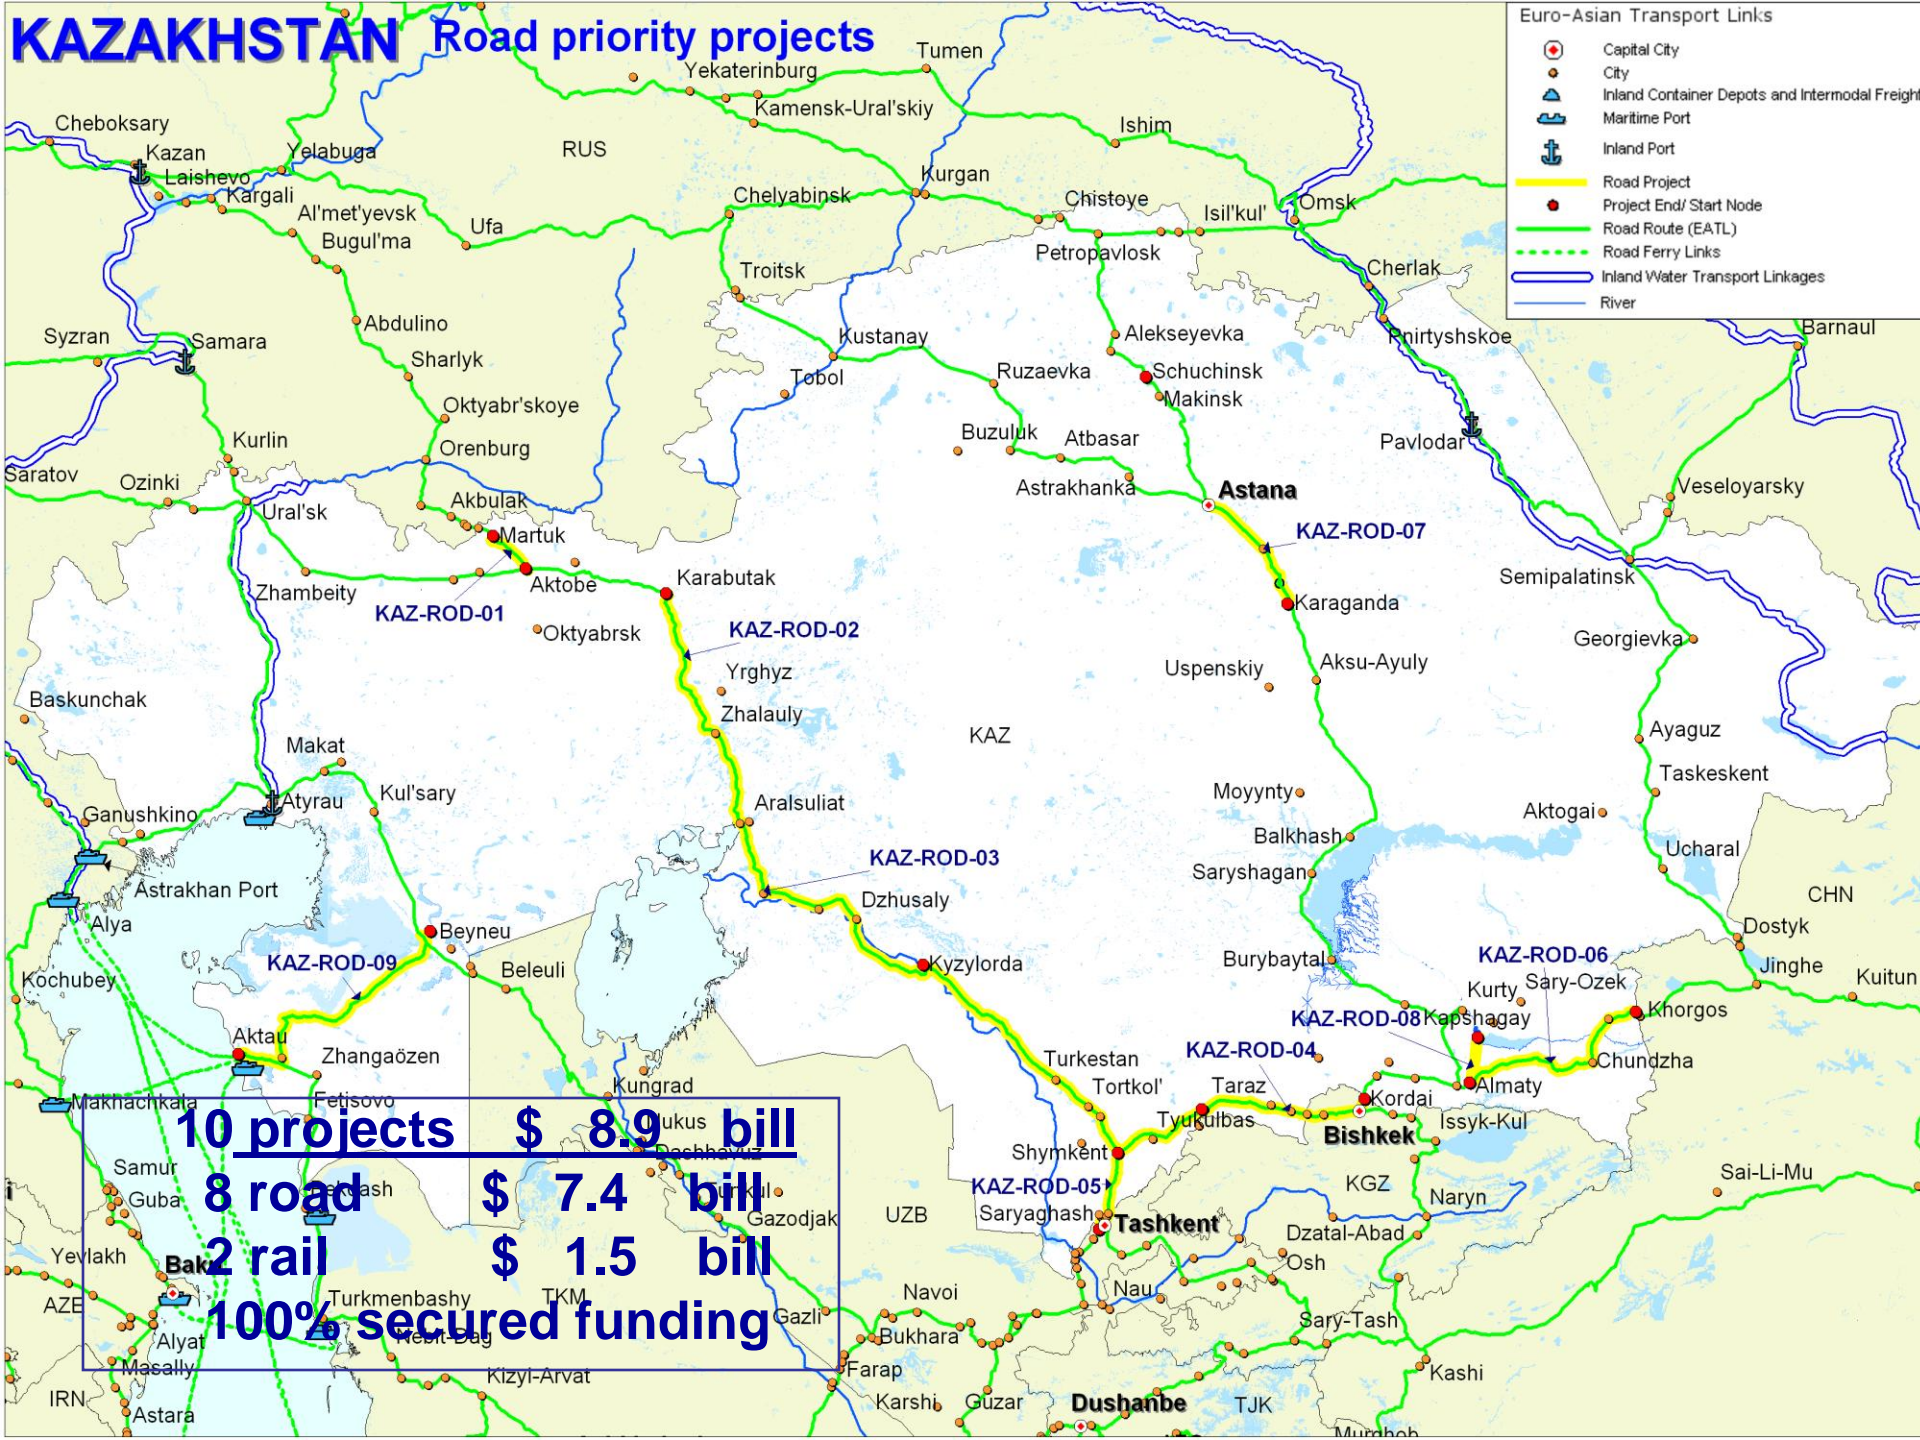 KAZAKHSTAN Road priority projects
Euro-Asian Transport Links
Capital City
City
Inland Container Depots and Intermodal Freight
Maritime Port
Inland Port
Road Project
Project End/ Start Node
Road Route (EATL)
Road Ferry Links
Inland Water Transport Linkages
River
Tumen
Yekaterinburg
Kamensk-Ural'skiy
Cheboksary
Ishim
Kazan
Yelabuga
RUS
Laishevo
Kargali
Kurgan
Chelyabinsk
Chistoye
Isil'kul'
Omsk
Al'met'yevsk
Ufa
Bugul'ma
Petropavlosk
Troitsk
Cherlak
Abdulino
Syzran
Samara
Kustanay
Alekseyevka
Pnirtyshskoe
Barnaul
Sharlyk
Tobol
Ruzaevka
Schuchinsk
Makinsk
Oktyabr'skoye
Kurlin
Orenburg
Buzuluk
Atbasar
Pavlodar
Saratov
Ozinki
Akbulak
Astrakhanka
Astana
Veseloyarsky
Ural'sk
Martuk
KAZ-ROD-07
Zhambeity
Aktobe
Karabutak
Semipalatinsk
KAZ-ROD-01
Karaganda
Oktyabrsk
KAZ-ROD-02
Georgievka
Yrghyz
Uspenskiy
Aksu-Ayuly
Baskunchak
Zhalauly
KAZ
Ayaguz
Makat
Taskeskent
Kul'sary
Atyrau
Aralsuliat
Moyynty
Aktogai
Ganushkino
Balkhash
Ucharal
KAZ-ROD-03
Saryshagan
Astrakhan Port
Dzhusaly
CHN
Alya
Beyneu
Dostyk
KAZ-ROD-09
Beleuli
Kyzylorda
Burybaytal
KAZ-ROD-06
Jinghe
Kochubey
Kurty
Sary-Ozek
Kuitun
KAZ-ROD-08
Kapshagay
Khorgos
Aktau
Zhangaözen
Turkestan
KAZ-ROD-04
Chundzha
Kungrad
Tortkol'
Taraz
Almaty
Makhachkala
Fetisovo
Kordai
10 projects $ 8.9 bill
Nukus
Tyukulbas
Bishkek
Issyk-Kul
Dashhavuz
Shymkent
Samur
8 road $ 7.4 bill
KAZ-ROD-05
KGZ
Sai-Li-Mu
Guba
Gazodjak
UZB
Saryaghash
Tashkent
Naryn
Dzatal-Abad
Yevlakh
Baku
2 rail $ 1.5 bill
Osh
AZE
Turkmenbashy
TKM
Navoi
Nau
100% secured funding
Gazli
Sary-Tash
Alyat
Nebit-Dag
Bukhara
Masally
Kizyl-Arvat
Farap
Kashi
IRN
Karshi
Guzar
Dushanbe
TJK
Astara
Murghob